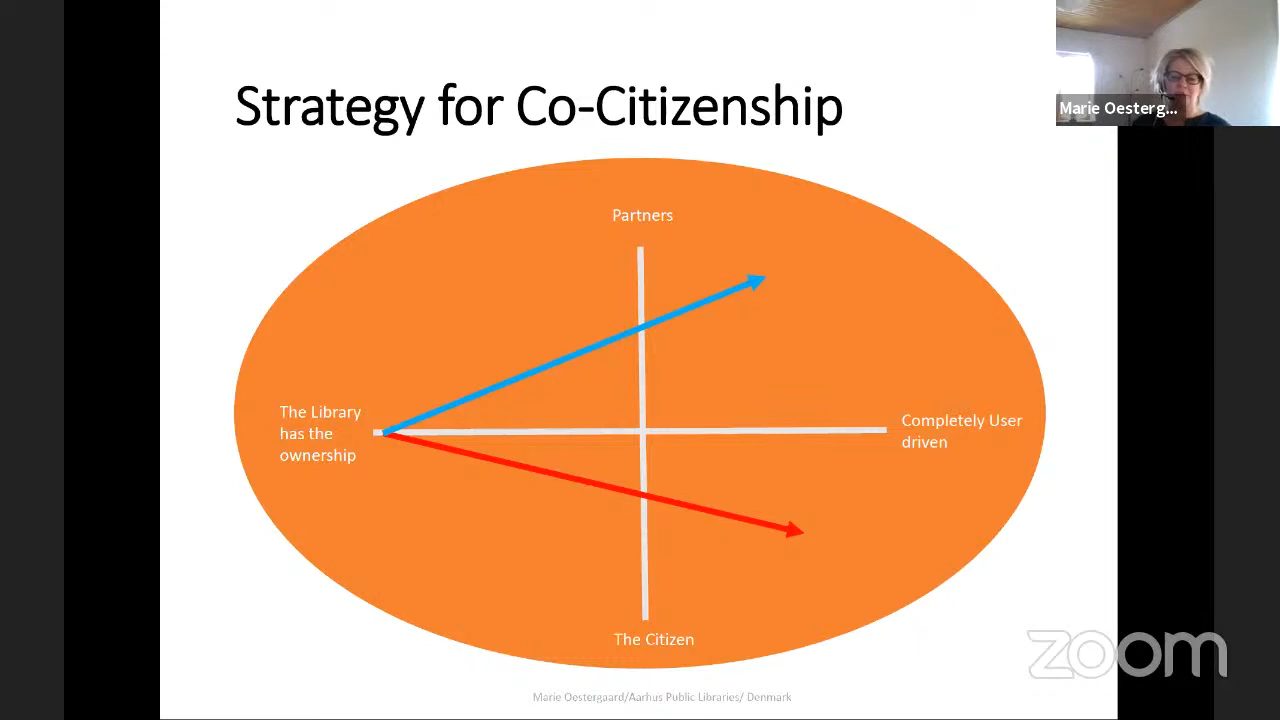 Strategy for Co-Citizenship
Marie Oesterg...
Partners
The Library
has the
ownership
Completely User
driven
The Citizen
zoom
Marie Oestergaard/Aarhus Public Libraries/ Denmark